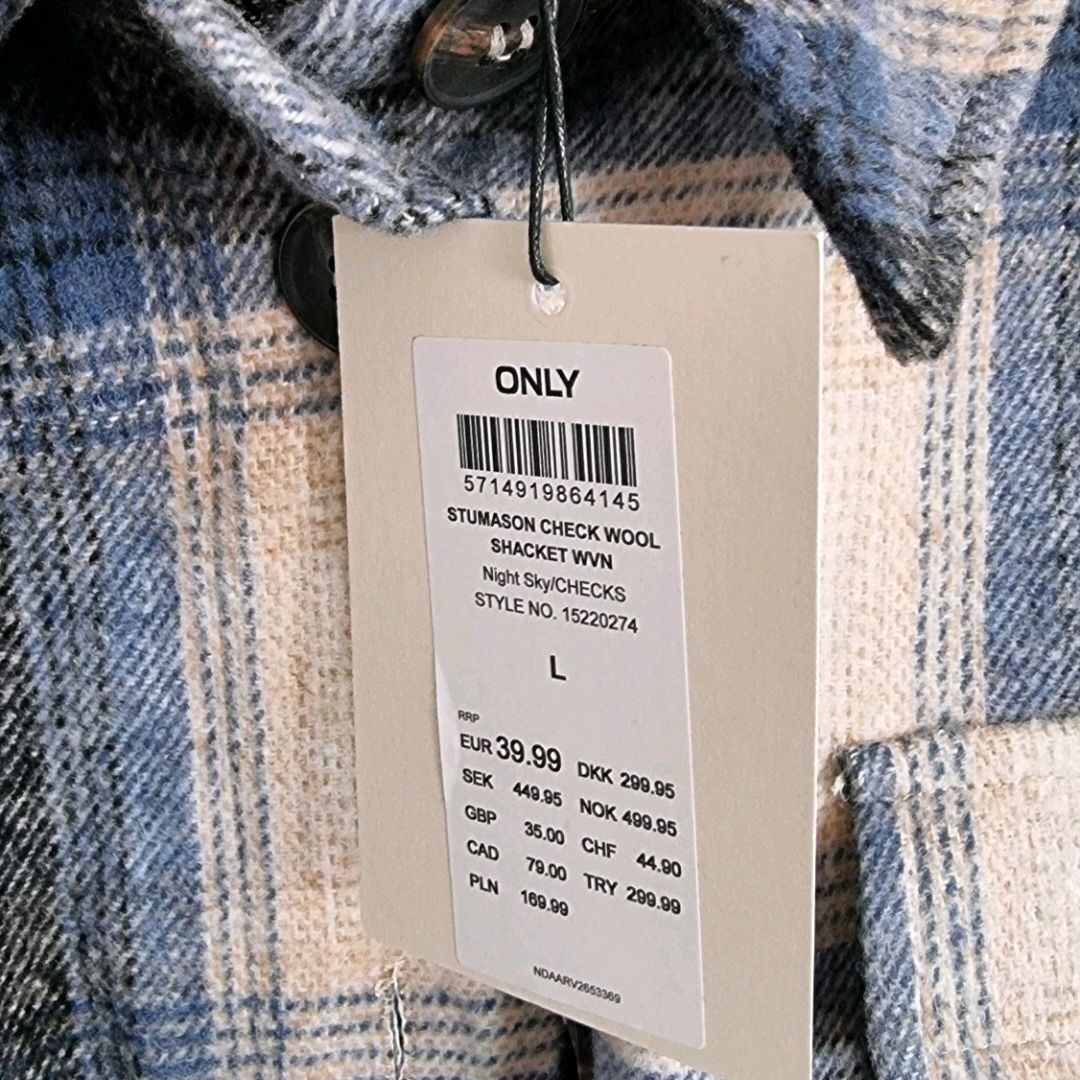 ONLY
5714919864145
STUMASON CHECK WOOL
SHACKET WVN
Night Sky/CHECKS
STYLE NO. 15220274
L
RRP
EUR 39.99 DKK 299.95
SEK 449.95 NOK 499.95
GBP 35.00 CHF 44.90
CAD 79.00 TRY 299.99
PLN 169.99
NDAARV2653369